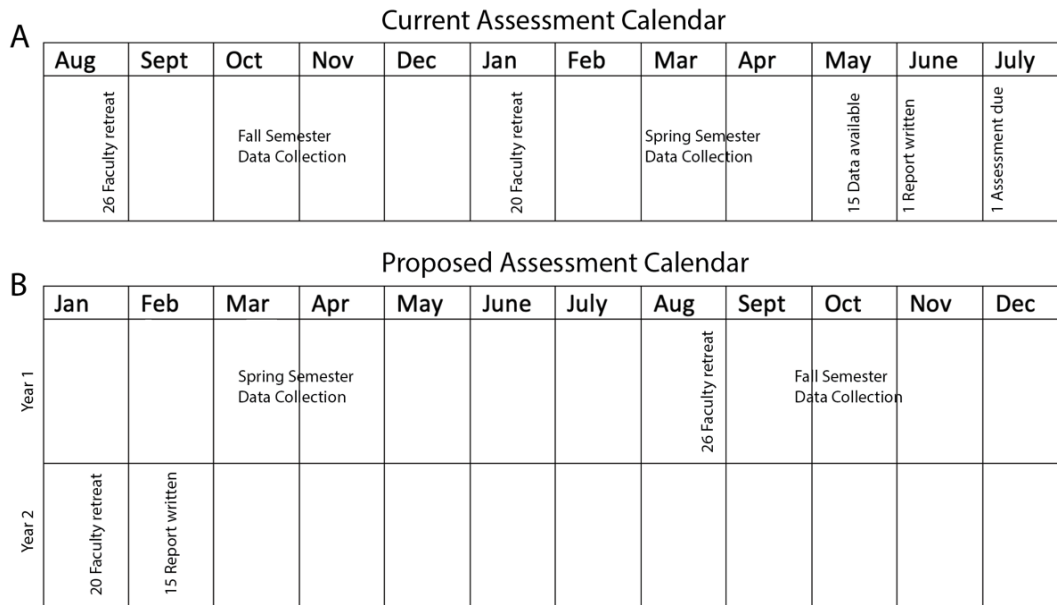 Current Assessment Calendar
A
Aug Sept Oct Nov Dec Jan Feb Mar Apr May June July
26 Faculty retreat
Fall Semester
Data Collection
20 Faculty retreat
Spring Semester
Data Collection
15 Data available
1 Report written
1 Assessment due
Proposed Assessment Calendar
B
Jan Feb Mar Apr May June July Aug Sept Oct Nov Dec
Year 1
Spring Semester
Data Collection
26 Faculty retreat
Fall Semester
Data Collection
Year 2
20 Faculty retreat
15 Report written